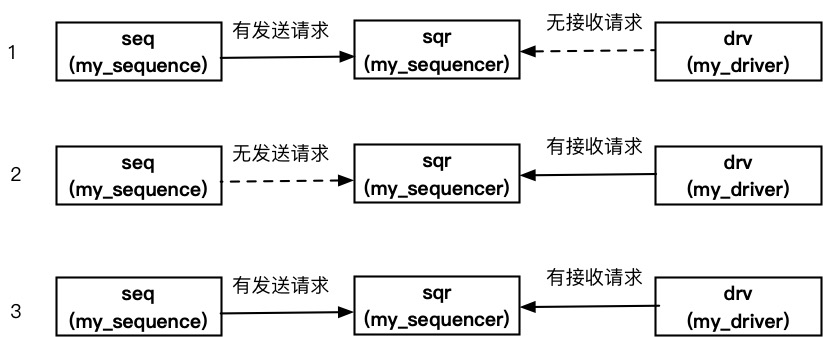 有发送请求
无接收请求
1
seq
(my_sequence)
sqr
(my_sequencer)
drv
(my_driver)
无发送请求
有接收请求
2
seq
(my_sequence)
sqr
(my_sequencer)
drv
(my_driver)
有发送请求
有接收请求
3
seq
(my_sequence)
sqr
(my_sequencer)
drv
(my_driver)